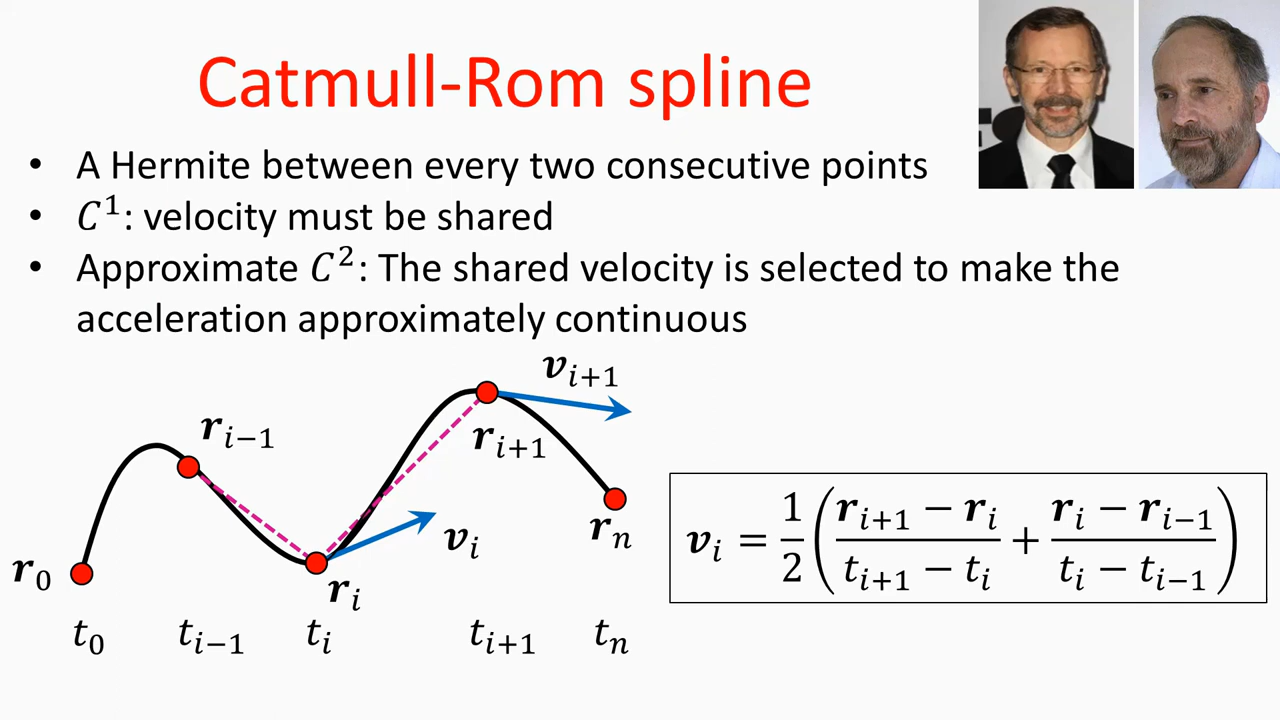 Catmull-Rom spline
• A Hermite between every two consecutive points
• C¹: velocity must be shared
• Approximate C²: The shared velocity is selected to make the
acceleration approximately continuous
v_{i+1}
r_{i−1}
r_{i+1}
v_i
r_n
r_0
r_i
t_0 t_{i−1} t_i t_{i+1} t_n
v_i = 1/2 ( (r_{i+1} − r_i)/(t_{i+1} − t_i) + (r_i − r_{i−1})/(t_i − t_{i−1}) )